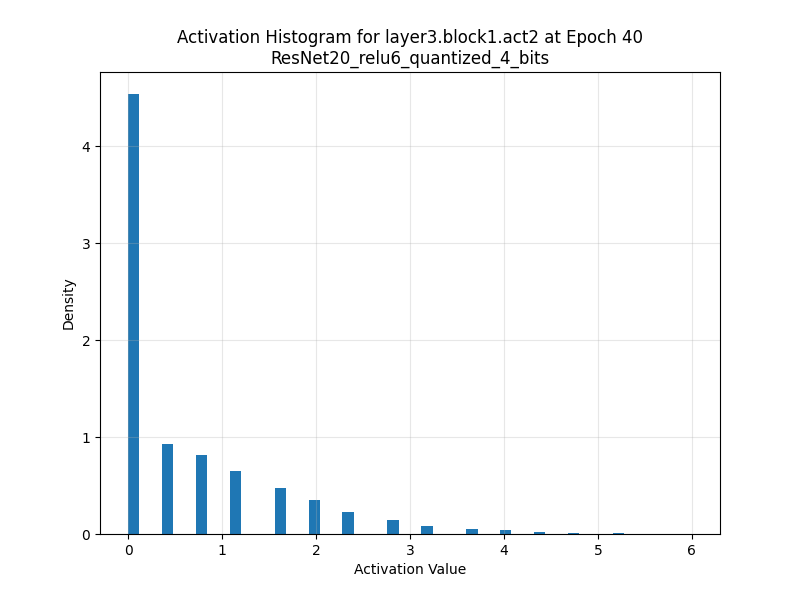 Activation Histogram for layer3.block1.act2 at Epoch 40
ResNet20_relu6_quantized_4_bits
4
3
2
1
0
Density
0 1 2 3 4 5 6
Activation Value